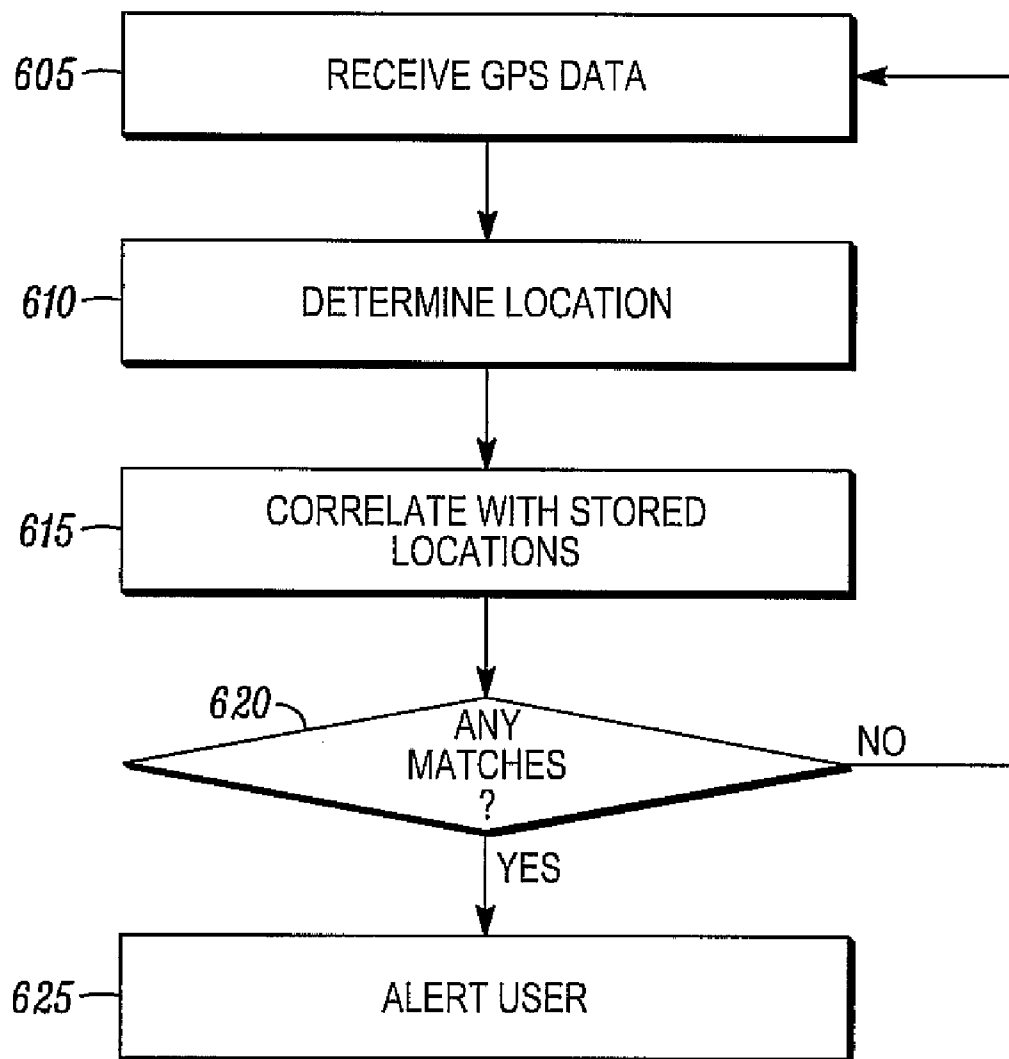 605
RECEIVE GPS DATA
610
DETERMINE LOCATION
615
CORRELATE WITH STORED
LOCATIONS
620
ANY
MATCHES
?
NO
YES
625
ALERT USER